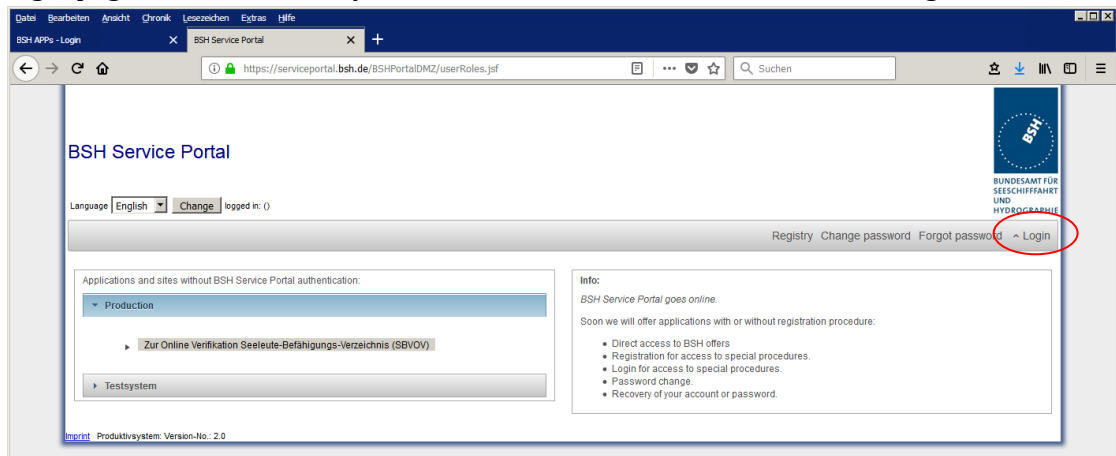 Datei Bearbeiten Ansicht Chronik Lesezeichen Extras Hilfe
BSH APPs - Login BSH Service Portal
https://serviceportal.bsh.de/BSHPortalDMZ/userRoles.jsf Suchen
BSH
BUNDESAMT FÜR
SEESCHIFFFAHRT
UND
HYDROGRAPHIE
BSH Service Portal
Language English Change logged in: ()
Registry Change password Forgot password Login
Applications and sites without BSH Service Portal authentication:
Production
Zur Online Verifikation Seeleute-Befähigungs-Verzeichnis (SBVOV)
Testsystem
Info:
BSH Service Portal goes online.
Soon we will offer applications with or without registration procedure:
• Direct access to BSH offers
• Registration for access to special procedures.
• Login for access to special procedures.
• Password change.
• Recovery of your account or password.
Imprint Produktivsystem: Version-No.: 2.0